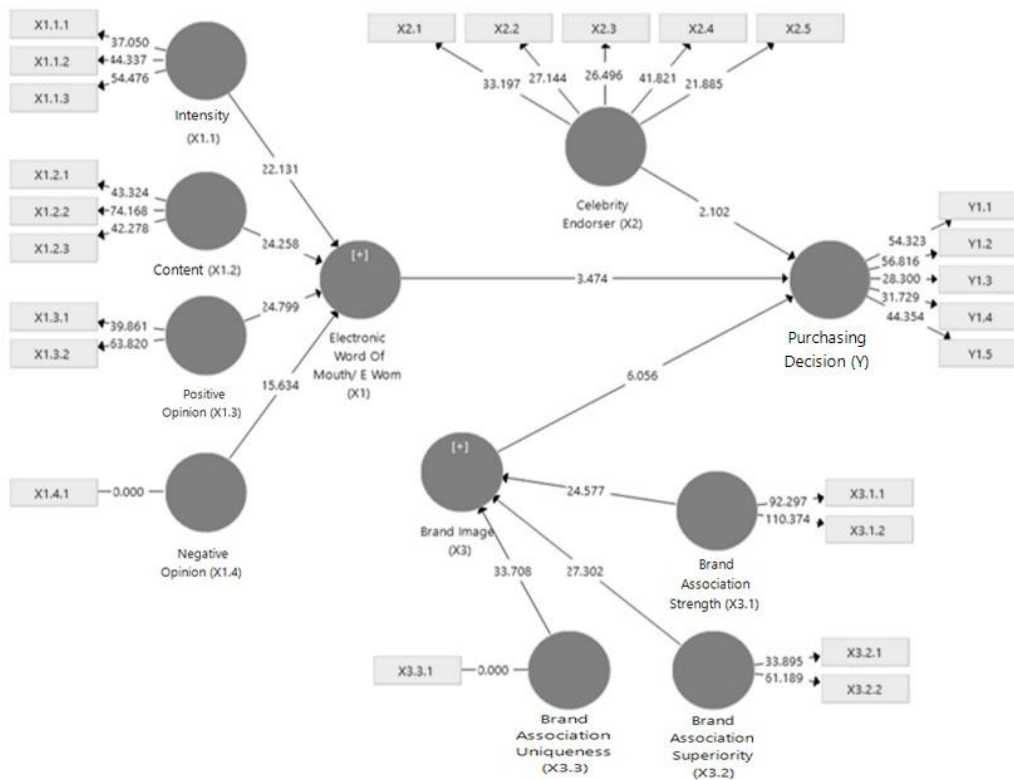 X1.1.1
37.050
X1.1.2
44.337
54.476
X1.1.3
Intensity
(X1.1)
22.131
X1.2.1
43.324
X1.2.2
74.168
42.278
X1.2.3
Content (X1.2)
24.258
X1.3.1
39.861
63.820
X1.3.2
Positive
Opinion (X1.3)
24.799
X1.4.1
0.000
Negative
Opinion (X1.4)
15.634
[+]
Electronic
Word Of
Mouth/ E Wom
(X1)
3.474
X2.1
X2.2
X2.3
X2.4
X2.5
33.197
27.144
26.496
41.821
21.885
Celebrity
Endorser (X2)
2.102
Y1.1
54.323
Y1.2
56.816
28.300
Y1.3
31.729
Y1.4
44.354
Y1.5
Purchasing
Decision (Y)
6.056
[+]
Brand Image
(X3)
24.577
92.297
X3.1.1
110.374
X3.1.2
Brand
Association
Strength (X3.1)
33.708
27.302
X3.3.1
0.000
Brand
Association
Uniqueness
(X3.3)
33.895
X3.2.1
61.189
X3.2.2
Brand
Association
Superiority
(X3.2)